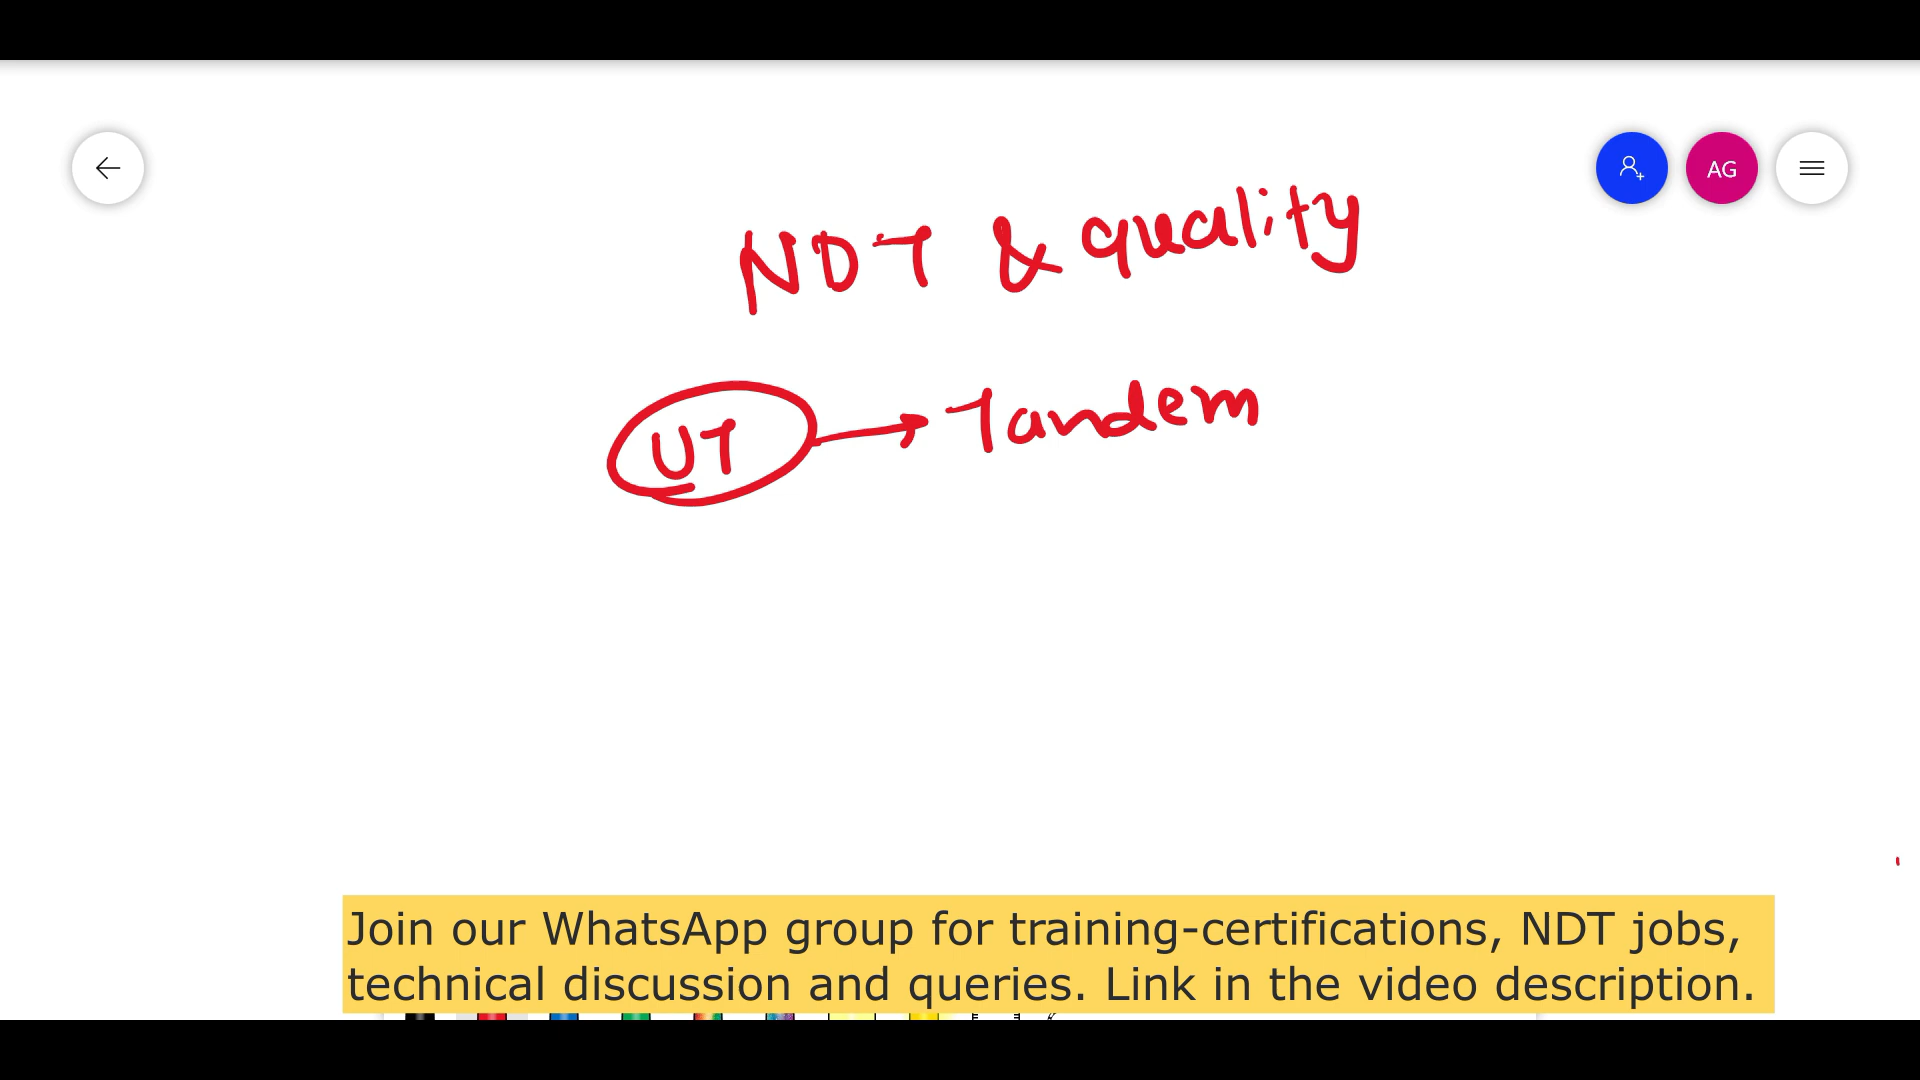 AG
NDT & quality
UT → Tandem
Join our WhatsApp group for training-certifications, NDT jobs,
technical discussion and queries. Link in the video description.